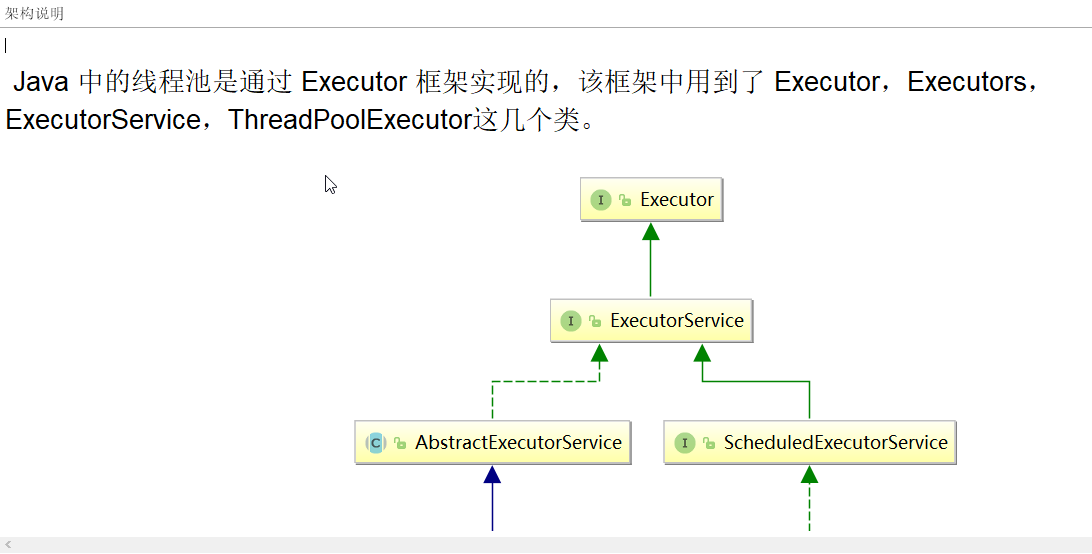 架构说明
Java 中的线程池是通过 Executor 框架实现的，该框架中用到了 Executor，Executors，
ExecutorService，ThreadPoolExecutor这几个类。
I Executor
I ExecutorService
C AbstractExecutorService
I ScheduledExecutorService